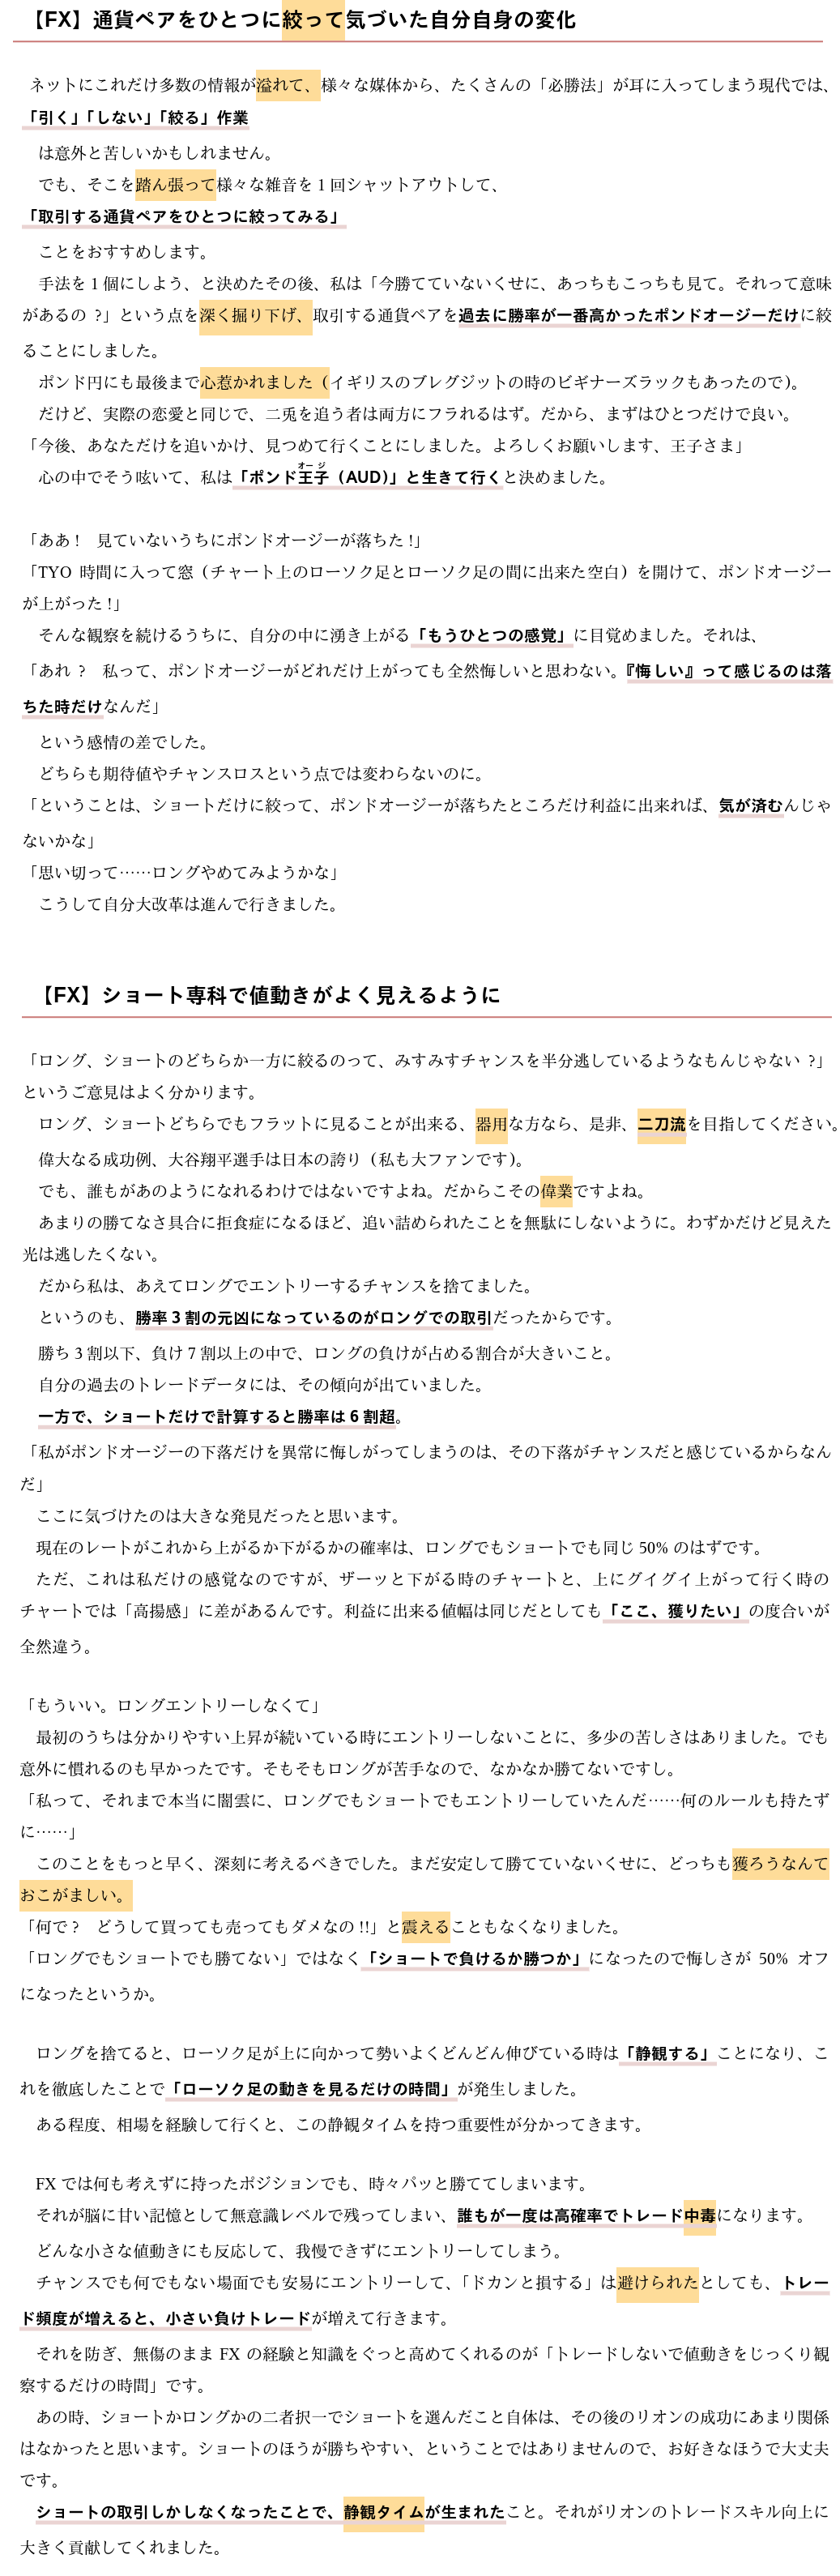 【FX】通貨ペアをひとつに絞って気づいた自分自身の変化
ネットにこれだけ多数の情報が溢れて、様々な媒体から、たくさんの「必勝法」が耳に入ってしまう現代では、
「引く」「しない」「絞る」作業
は意外と苦しいかもしれません。
でも、そこを踏ん張って様々な雑音を1回シャットアウトして、
「取引する通貨ペアをひとつに絞ってみる」
ことをおすすめします。
手法を1個にしよう、と決めたその後、私は「今勝てていないくせに、あっちもこっちも見て。それって意味
があるの？」という点を深く掘り下げ、取引する通貨ペアを過去に勝率が一番高かったポンドオージーだけに絞
ることにしました。
ポンド円にも最後まで心惹かれました（イギリスのブレグジットの時のビギナーズラックもあったので）。
だけど、実際の恋愛と同じで、二兎を追う者は両方にフラれるはず。だから、まずはひとつだけで良い。
「今後、あなただけを追いかけ、見つめて行くことにしました。よろしくお願いします、王子さま」
心の中でそう呟いて、私は「ポンド王子（AUD）」と生きて行くと決めました。
「ああ！　見ていないうちにポンドオージーが落ちた！」
「TYO 時間に入って窓（チャート上のローソク足とローソク足の間に出来た空白）を開けて、ポンドオージー
が上がった！」
そんな観察を続けるうちに、自分の中に湧き上がる「もうひとつの感覚」に目覚めました。それは、
「あれ？　私って、ポンドオージーがどれだけ上がっても全然悔しいと思わない。『悔しい』って感じるのは落
ちた時だけなんだ」
という感情の差でした。
どちらも期待値やチャンスロスという点では変わらないのに。
「ということは、ショートだけに絞って、ポンドオージーが落ちたところだけ利益に出来れば、気が済むんじゃ
ないかな」
「思い切って……ロングやめてみようかな」
こうして自分大改革は進んで行きました。
【FX】ショート専科で値動きがよく見えるように
「ロング、ショートのどちらか一方に絞るのって、みすみすチャンスを半分逃しているようなもんじゃない？」
というご意見はよく分かります。
ロング、ショートどちらでもフラットに見ることが出来る、器用な方なら、是非、二刀流を目指してください。
偉大なる成功例、大谷翔平選手は日本の誇り（私も大ファンです）。
でも、誰もがあのようになれるわけではないですよね。だからこその偉業ですよね。
あまりの勝てなさ具合に拒食症になるほど、追い詰められたことを無駄にしないように。わずかだけど見えた
光は逃したくない。
だから私は、あえてロングでエントリーするチャンスを捨てました。
というのも、勝率3割の元凶になっているのがロングでの取引だったからです。
勝ち3割以下、負け7割以上の中で、ロングの負けが占める割合が大きいこと。
自分の過去のトレードデータには、その傾向が出ていました。
一方で、ショートだけで計算すると勝率は6割超。
「私がポンドオージーの下落だけを異常に悔しがってしまうのは、その下落がチャンスだと感じているからなん
だ」
ここに気づけたのは大きな発見だったと思います。
現在のレートがこれから上がるか下がるかの確率は、ロングでもショートでも同じ50%のはずです。
ただ、これは私だけの感覚なのですが、ザーッと下がる時のチャートと、上にグイグイ上がって行く時の
チャートでは「高揚感」に差があるんです。利益に出来る値幅は同じだとしても「ここ、獲りたい」の度合いが
全然違う。
「もういい。ロングエントリーしなくて」
最初のうちは分かりやすい上昇が続いている時にエントリーしないことに、多少の苦しさはありました。でも
意外に慣れるのも早かったです。そもそもロングが苦手なので、なかなか勝てないですし。
「私って、それまで本当に闇雲に、ロングでもショートでもエントリーしていたんだ……何のルールも持たず
に……」
このことをもっと早く、深刻に考えるべきでした。まだ安定して勝てていないくせに、どっちも獲ろうなんて
おこがましい。
「何で？　どうして買っても売ってもダメなの!!」と震えることもなくなりました。
「ロングでもショートでも勝てない」ではなく「ショートで負けるか勝つか」になったので悔しさが 50% オフ
になったというか。
ロングを捨てると、ローソク足が上に向かって勢いよくどんどん伸びている時は「静観する」ことになり、こ
れを徹底したことで「ローソク足の動きを見るだけの時間」が発生しました。
ある程度、相場を経験して行くと、この静観タイムを持つ重要性が分かってきます。
FXでは何も考えずに持ったポジションでも、時々パッと勝ててしまいます。
それが脳に甘い記憶として無意識レベルで残ってしまい、誰もが一度は高確率でトレード中毒になります。
どんな小さな値動きにも反応して、我慢できずにエントリーしてしまう。
チャンスでも何でもない場面でも安易にエントリーして、「ドカンと損する」は避けられたとしても、トレー
ド頻度が増えると、小さい負けトレードが増えて行きます。
それを防ぎ、無傷のまま FX の経験と知識をぐっと高めてくれるのが「トレードしないで値動きをじっくり観
察するだけの時間」です。
あの時、ショートかロングかの二者択一でショートを選んだこと自体は、その後のリオンの成功にあまり関係
はなかったと思います。ショートのほうが勝ちやすい、ということではありませんので、お好きなほうで大丈夫
です。
ショートの取引しかしなくなったことで、静観タイムが生まれたこと。それがリオンのトレードスキル向上に
大きく貢献してくれました。